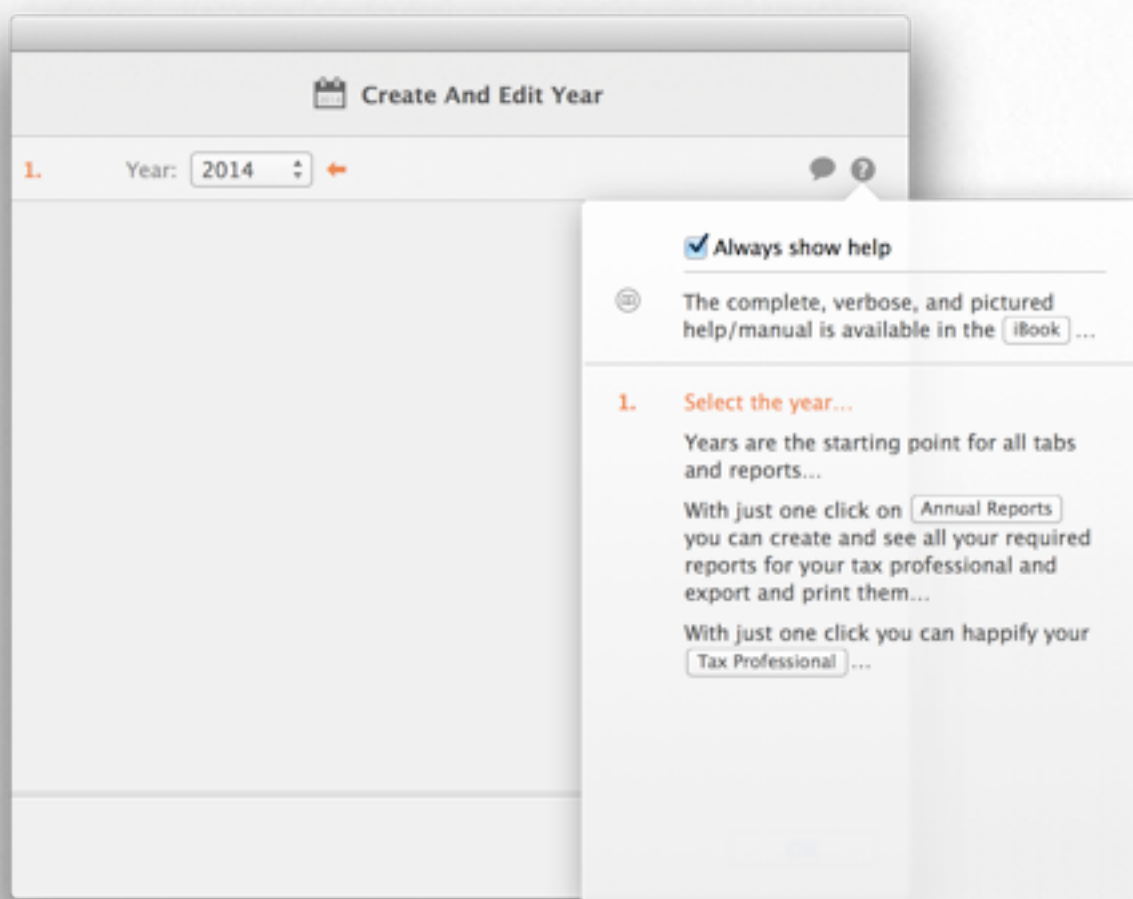 Create And Edit Year
1. Year: 2014
?
Always show help
The complete, verbose, and pictured
help/manual is available in the iBook ...
1. Select the year...
Years are the starting point for all tabs
and reports...
With just one click on Annual Reports
you can create and see all your required
reports for your tax professional and
export and print them...
With just one click you can happify your
Tax Professional ...